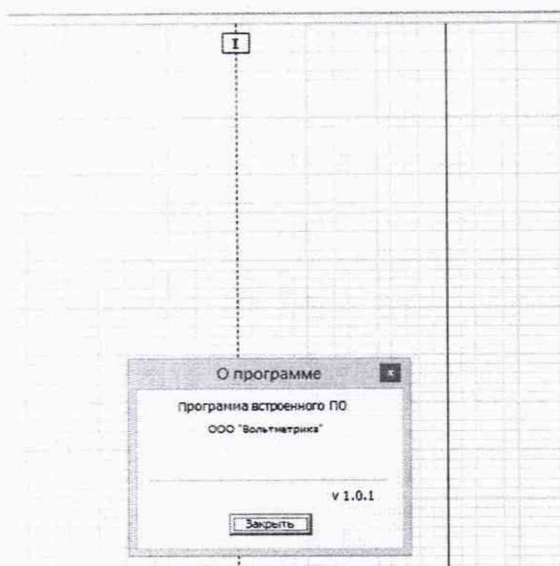 I
О программе
x
Программа встроенного ПО
ООО "Вольтметрика"
v 1.0.1
Закрыть